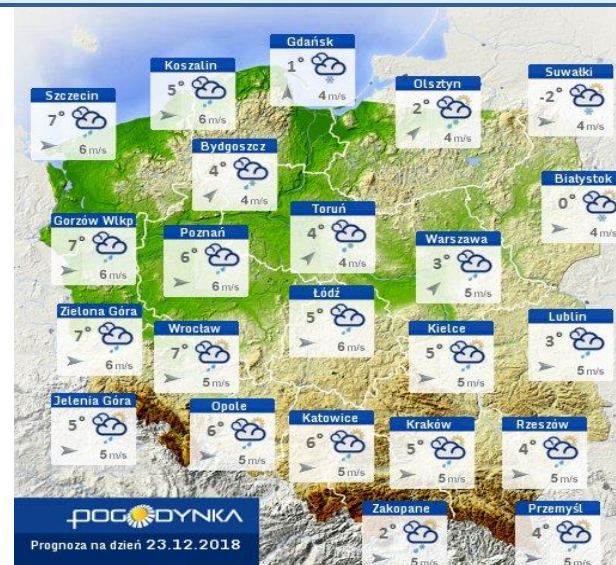 Gdańsk
1°
4 m/s
Koszalin
5°
6 m/s
Suwałki
-2°
4 m/s
Olsztyn
2°
4 m/s
Szczecin
7°
6 m/s
Bydgoszcz
4°
4 m/s
Białystok
0°
4 m/s
Toruń
4°
4 m/s
Gorzów Wlkp
7°
6 m/s
Poznań
6°
6 m/s
Warszawa
3°
5 m/s
Łódź
5°
6 m/s
Zielona Góra
7°
6 m/s
Lublin
3°
5 m/s
Wrocław
7°
5 m/s
Kielce
5°
5 m/s
Jelenia Góra
5°
5 m/s
Opole
6°
5 m/s
Katowice
6°
5 m/s
Kraków
5°
5 m/s
Rzeszów
4°
5 m/s
Zakopane
2°
5 m/s
Przemyśl
4°
5 m/s
POGODYNKA
Prognoza na dzień 23.12.2018